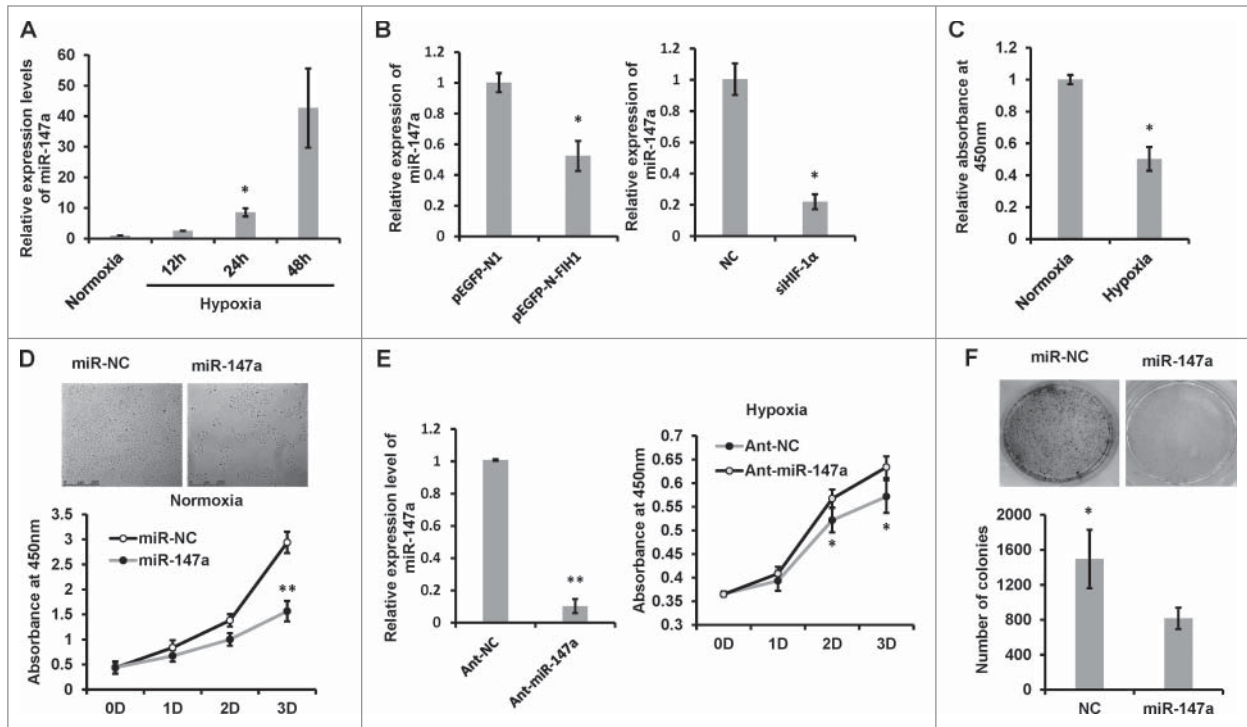 A
Relative expression levels
of miR-147a
60
50
40
30
20
10
0
*
Normoxia
12h
24h
48h
Hypoxia
B
Relative expression of
miR-147a
1.2
1
0.8
0.6
0.4
0.2
0
*
pEGFP-N1
pEGFP-N-FIH1
Relative expression of
miR-147a
1.2
1
0.8
0.6
0.4
0.2
0
*
NC
siHIF-1α
C
Relative absorbance at
450nm
1.2
1
0.8
0.6
0.4
0.2
0
*
Normoxia
Hypoxia
D
miR-NC
miR-147a
Normoxia
Absorbance at 450nm
3.5
3
2.5
2
1.5
1
0.5
0
miR-NC
miR-147a
**
0D 1D 2D 3D
E
Relative expression level of
miR-147a
1.2
1
0.8
0.6
0.4
0.2
0
**
Ant-NC
Ant-miR-147a
Hypoxia
Absorbance at 450nm
0.7
0.65
0.6
0.55
0.5
0.45
0.4
0.35
0.3
Ant-NC
Ant-miR-147a
*
*
0D 1D 2D 3D
F
miR-NC
miR-147a
Number of colonies
2000
1600
1200
800
400
0
*
NC
miR-147a